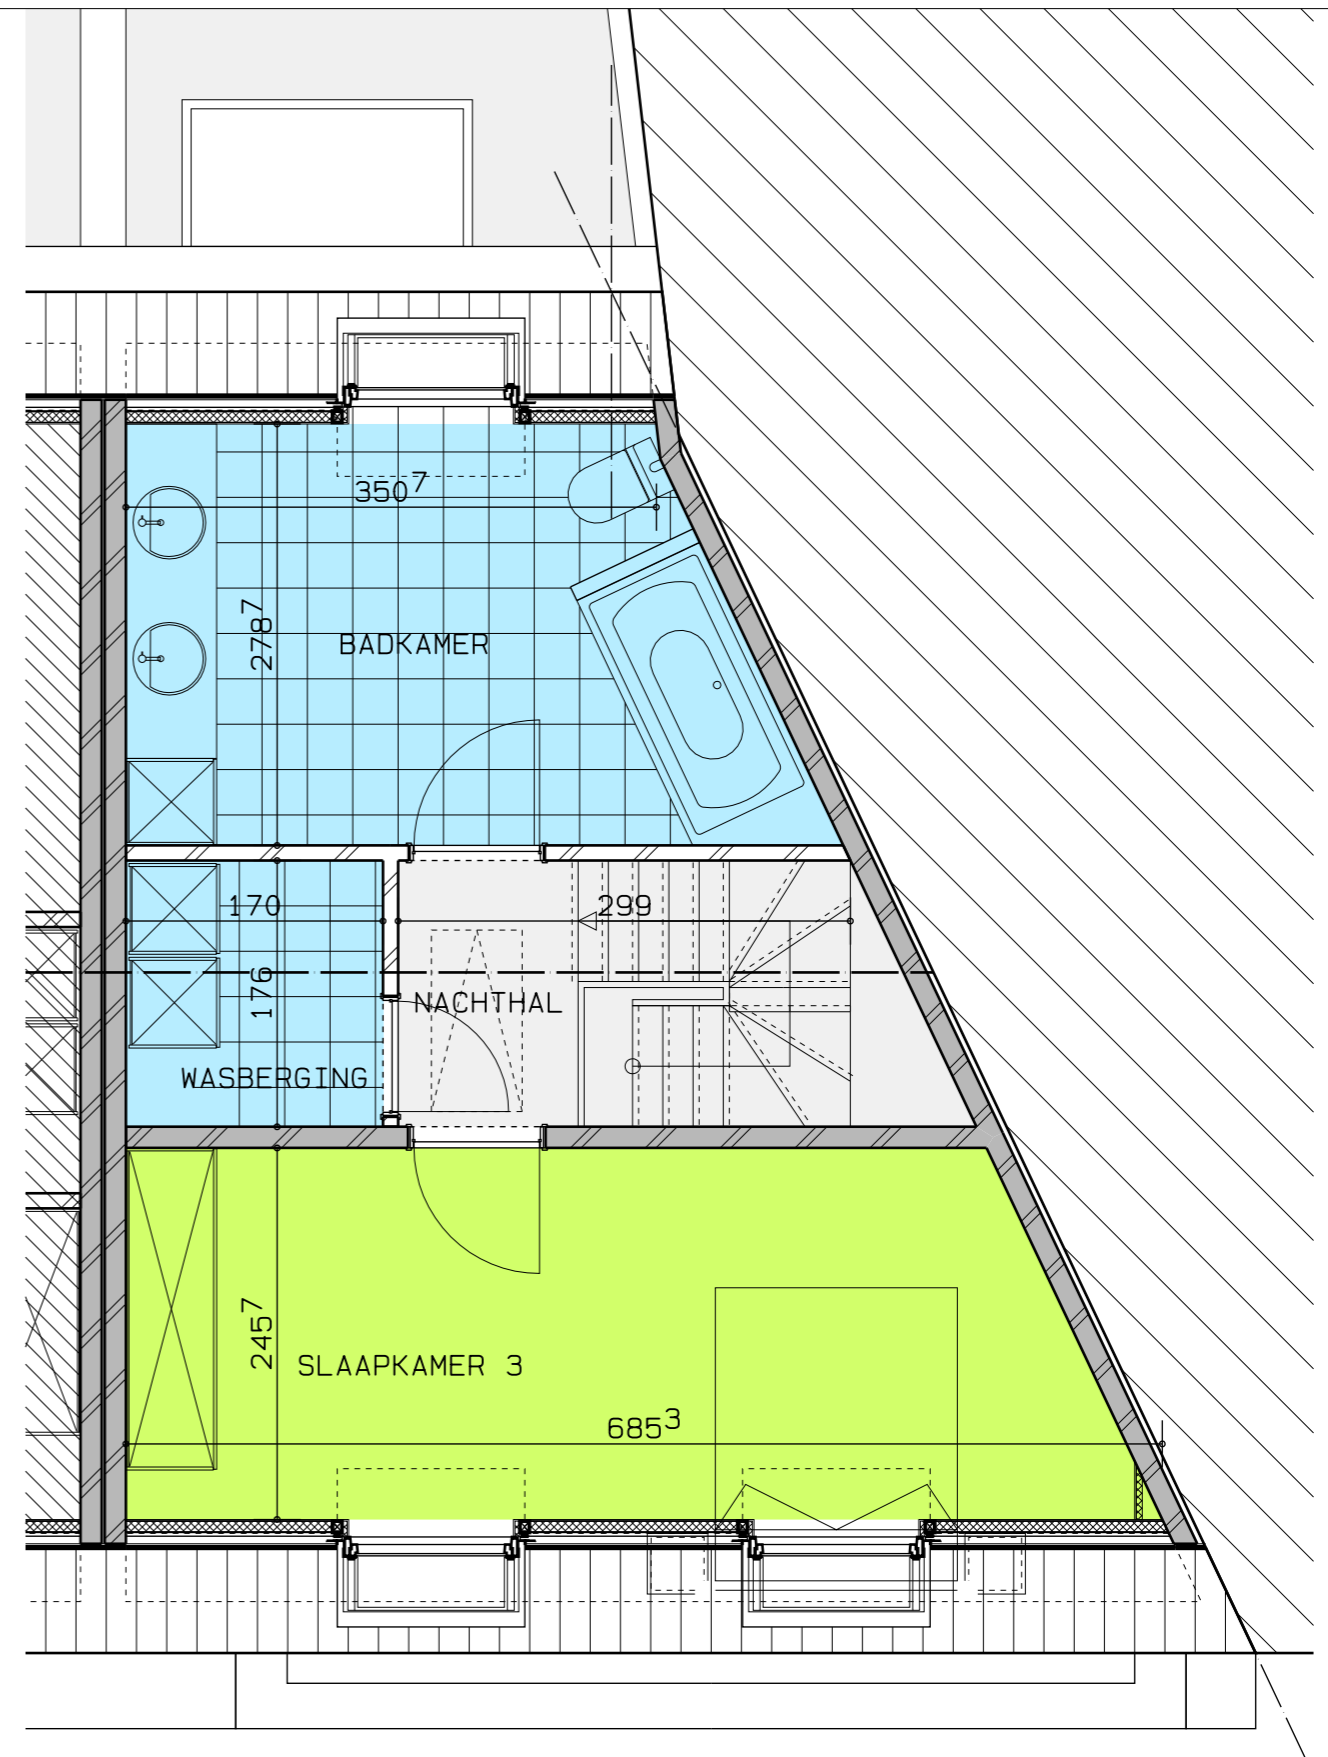 350⁷
278⁷
BADKAMER
170
299
176
NACHTHAL
WASBERGING
245⁷
SLAAPKAMER 3
685³